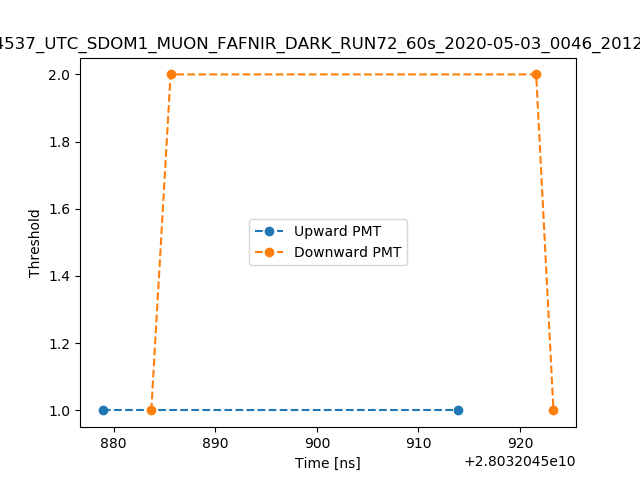 4537_UTC_SDOM1_MUON_FAFNIR_DARK_RUN72_60s_2020-05-03_0046_2012
2.0
1.8
1.6
1.4
1.2
1.0
Threshold
Upward PMT
Downward PMT
880 890 900 910 920
Time [ns]
+2.8032045e10